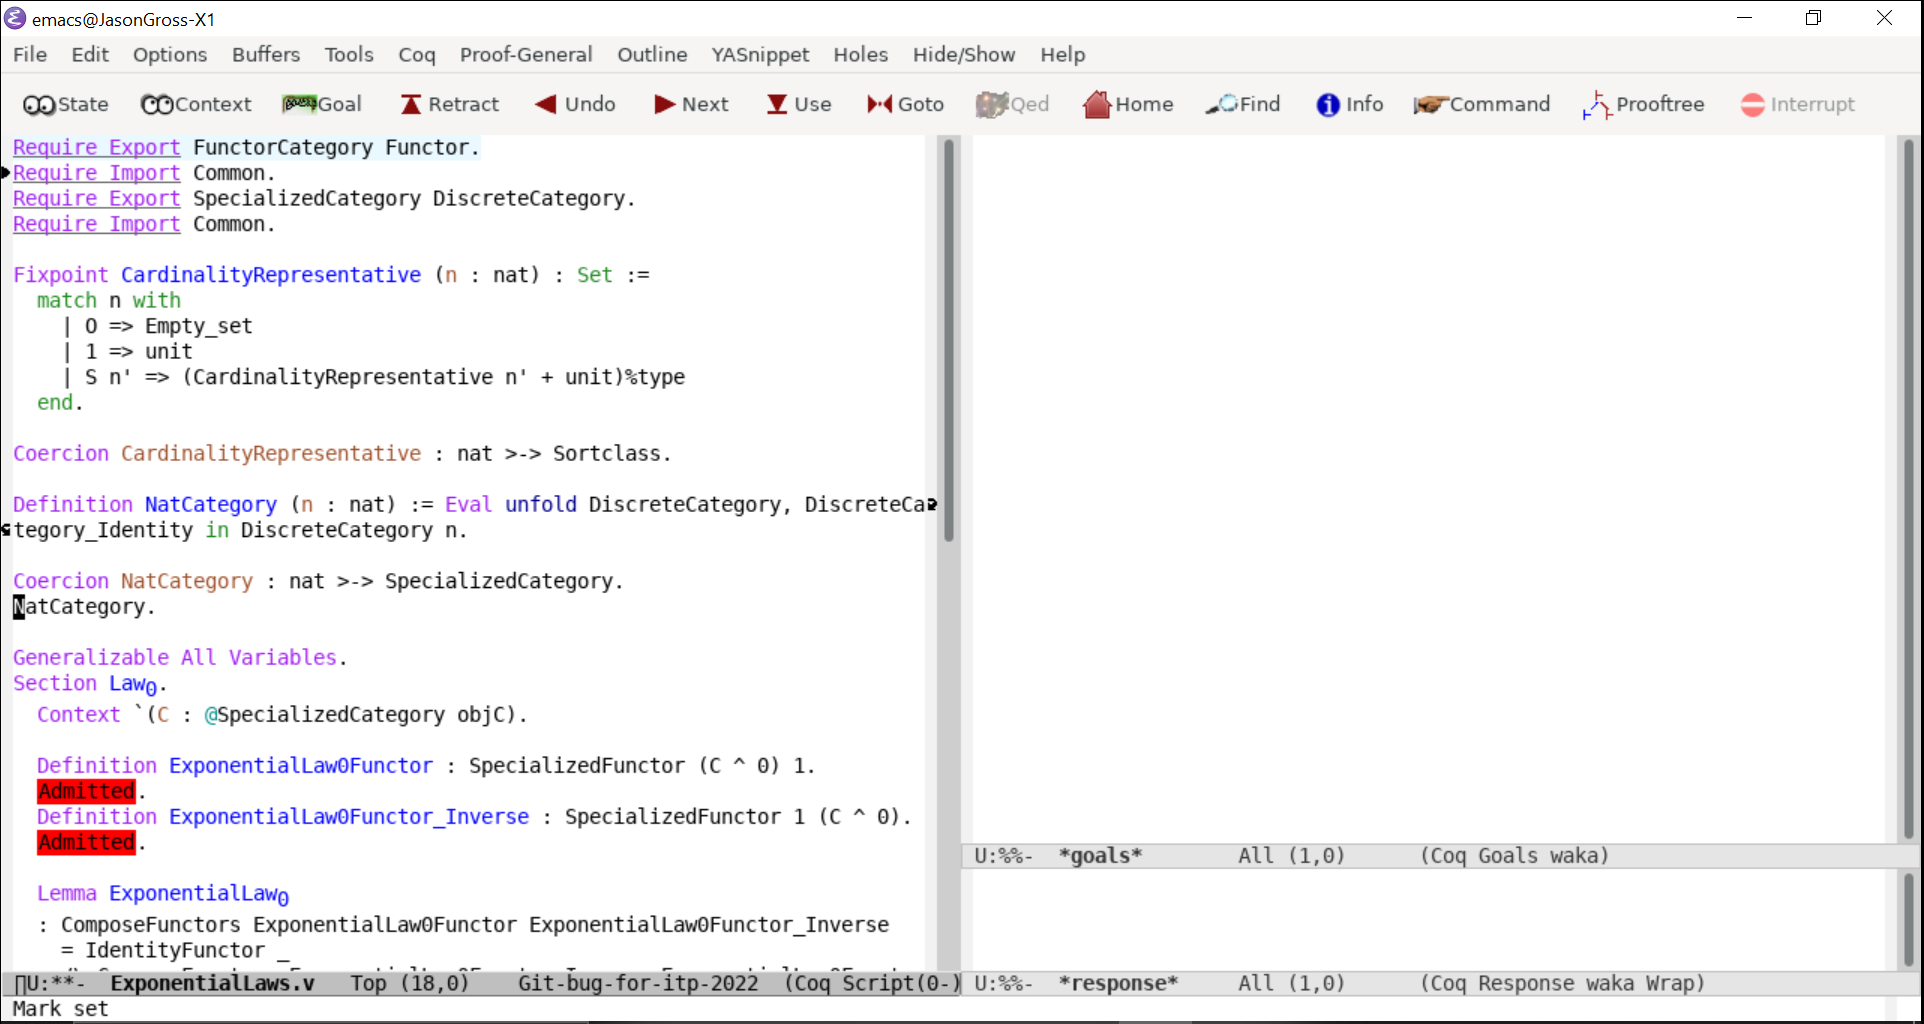 emacs@JasonGross-X1
File Edit Options Buffers Tools Coq Proof-General Outline YASnippet Holes Hide/Show Help
State Context Goal Retract Undo Next Use Goto Qed Home Find Info Command Prooftree Interrupt
Require Export FunctorCategory Functor.
Require Import Common.
Require Export SpecializedCategory DiscreteCategory.
Require Import Common.
Fixpoint CardinalityRepresentative (n : nat) : Set :=
match n with
| O => Empty_set
| 1 => unit
| S n' => (CardinalityRepresentative n' + unit)%type
end.
Coercion CardinalityRepresentative : nat >-> Sortclass.
Definition NatCategory (n : nat) := Eval unfold DiscreteCategory, DiscreteCa
tegory_Identity in DiscreteCategory n.
Coercion NatCategory : nat >-> SpecializedCategory.
NatCategory.
Generalizable All Variables.
Section Law0.
Context `(C : @SpecializedCategory objC).
Definition ExponentialLaw0Functor : SpecializedFunctor (C ^ 0) 1.
Admitted.
Definition ExponentialLaw0Functor_Inverse : SpecializedFunctor 1 (C ^ 0).
Admitted.
Lemma ExponentialLaw0
: ComposeFunctors ExponentialLaw0Functor ExponentialLaw0Functor_Inverse
= IdentityFunctor _
U:**- ExponentialLaws.v Top (18,0) Git-bug-for-itp-2022 (Coq Script(0-)
Mark set
U:%%- *goals* All (1,0) (Coq Goals waka)
U:%%- *response* All (1,0) (Coq Response waka Wrap)